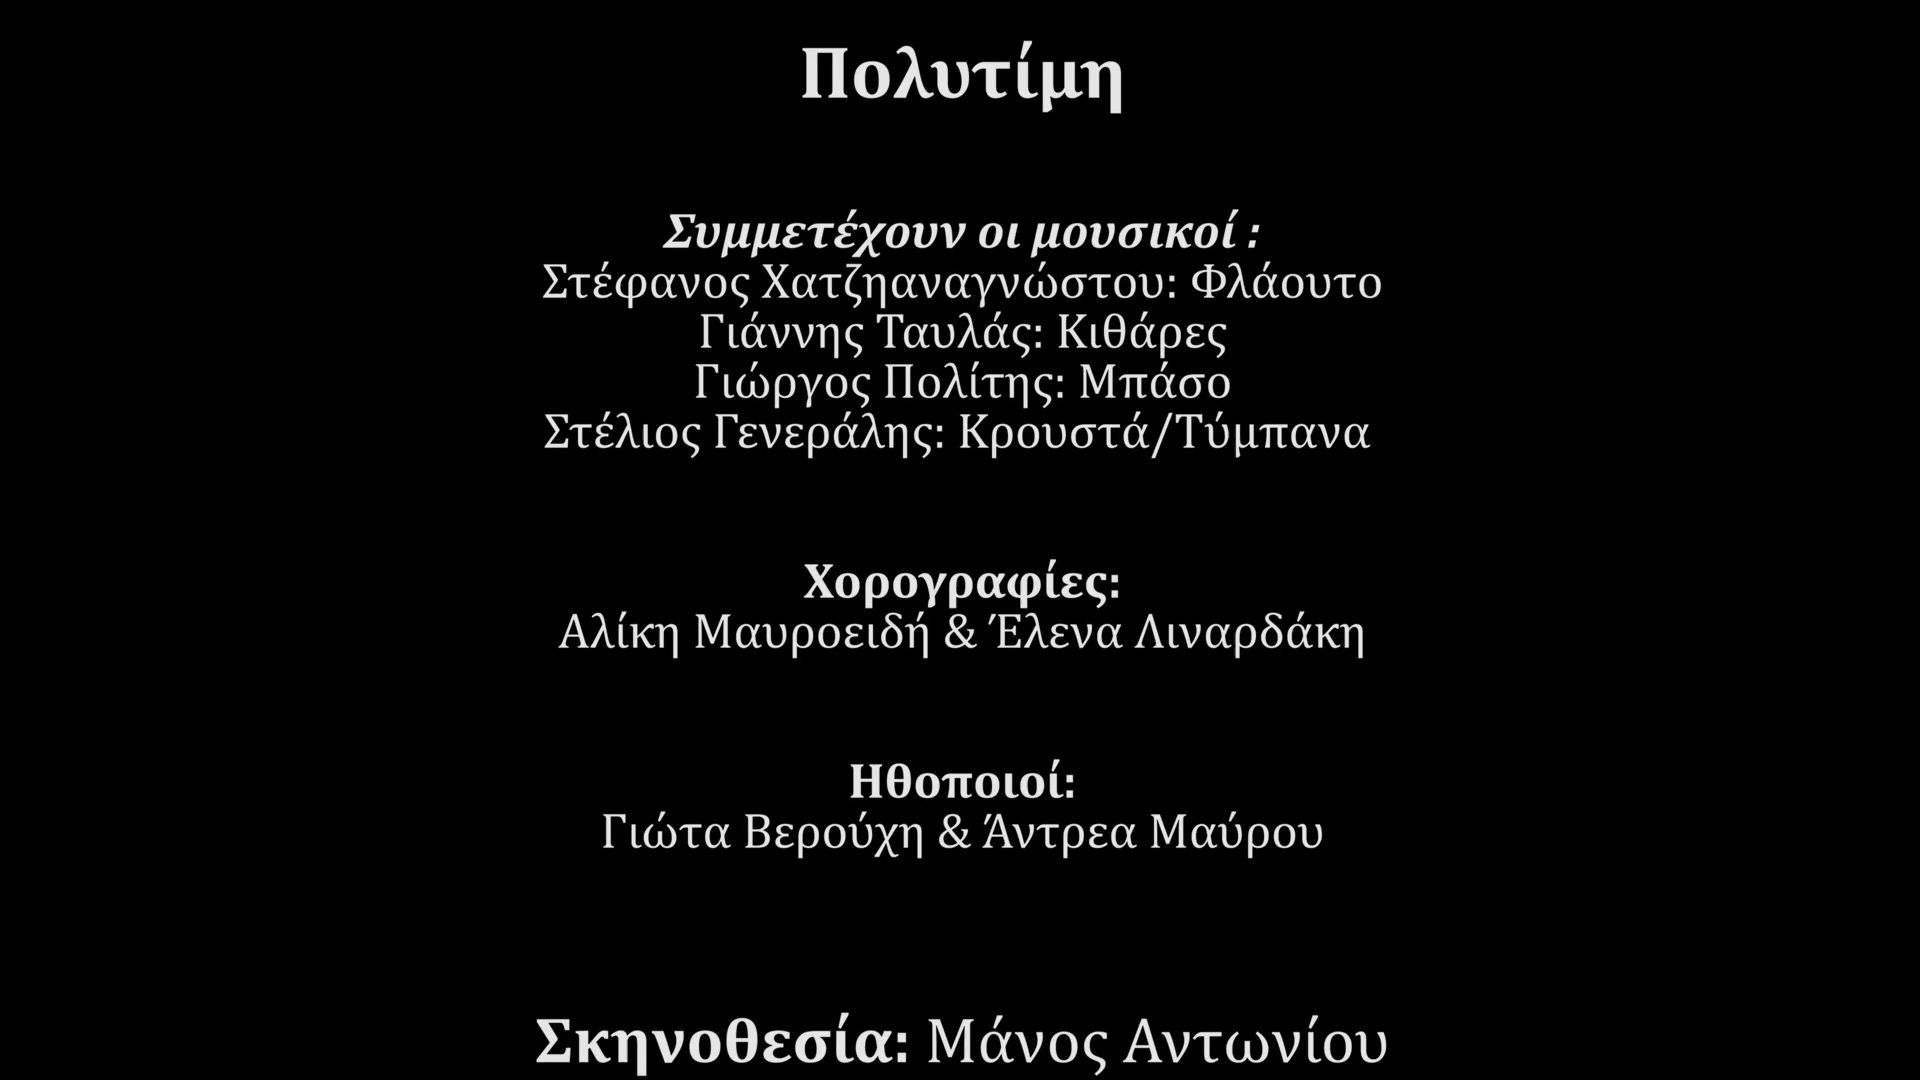 Πολυτίμη
Συμμετέχουν οι μουσικοί :
Στέφανος Χατζηαναγνώστου: Φλάουτο
Γιάννης Ταυλάς: Κιθάρες
Γιώργος Πολίτης: Μπάσο
Στέλιος Γενεράλης: Κρουστά/Τύμπανα
Χορογραφίες:
Αλίκη Μαυροειδή & Έλενα Λιναρδάκη
Ηθοποιοί:
Γιώτα Βερούχη & Άντρεα Μαύρου
Σκηνοθεσία: Μάνος Αντωνίου